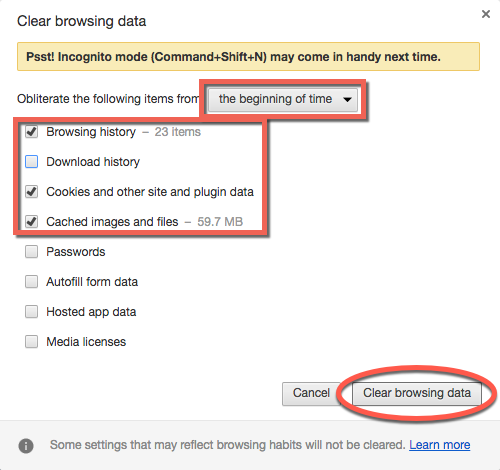 Clear browsing data
Psst! Incognito mode (Command+Shift+N) may come in handy next time.
Obliterate the following items from the beginning of time
Browsing history – 23 items
Download history
Cookies and other site and plugin data
Cached images and files – 59.7 MB
Passwords
Autofill form data
Hosted app data
Media licenses
Cancel Clear browsing data
Some settings that may reflect browsing habits will not be cleared. Learn more